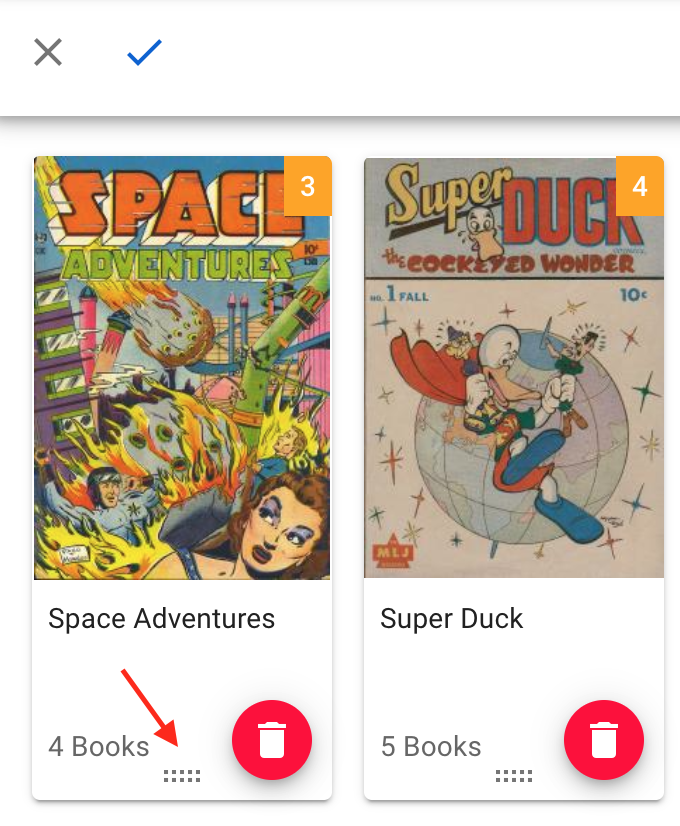 3
SPACE
10¢
ADVENTURES
Space Adventures
4 Books
4
Super
DUCK
the COCKEYED WONDER
NO. 1 FALL
10¢
MLJ
Super Duck
5 Books